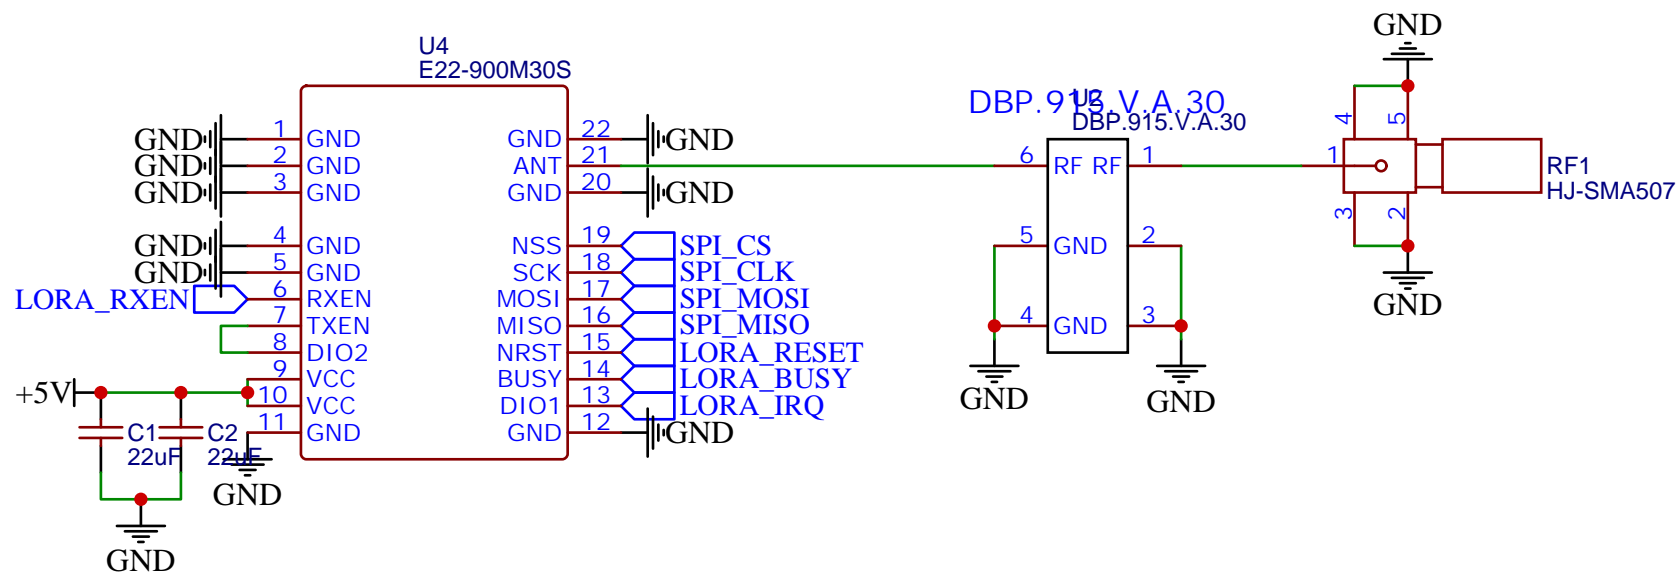 U4
E22-900M30S
GND 1 GND
GND 2 GND
GND 3 GND
GND 4 GND
GND 5 GND
LORA_RXEN 6 RXEN
7 TXEN
8 DIO2
9 VCC
+5V 10 VCC
11 GND
GND
C1
22uF
C2
22uF
GND
GND 22 GND
ANT 21
GND 20 GND
NSS 19 SPI_CS
SCK 18 SPI_CLK
MOSI 17 SPI_MOSI
MISO 16 SPI_MISO
NRST 15 LORA_RESET
BUSY 14 LORA_BUSY
DIO1 13 LORA_IRQ
GND 12 GND
DBP.915.V.A.30
U2
DBP.915.V.A.30
6 RF RF 1
5 GND 2
4 GND 3
GND
GND
GND
4 5
1
3 2
GND
RF1
HJ-SMA507